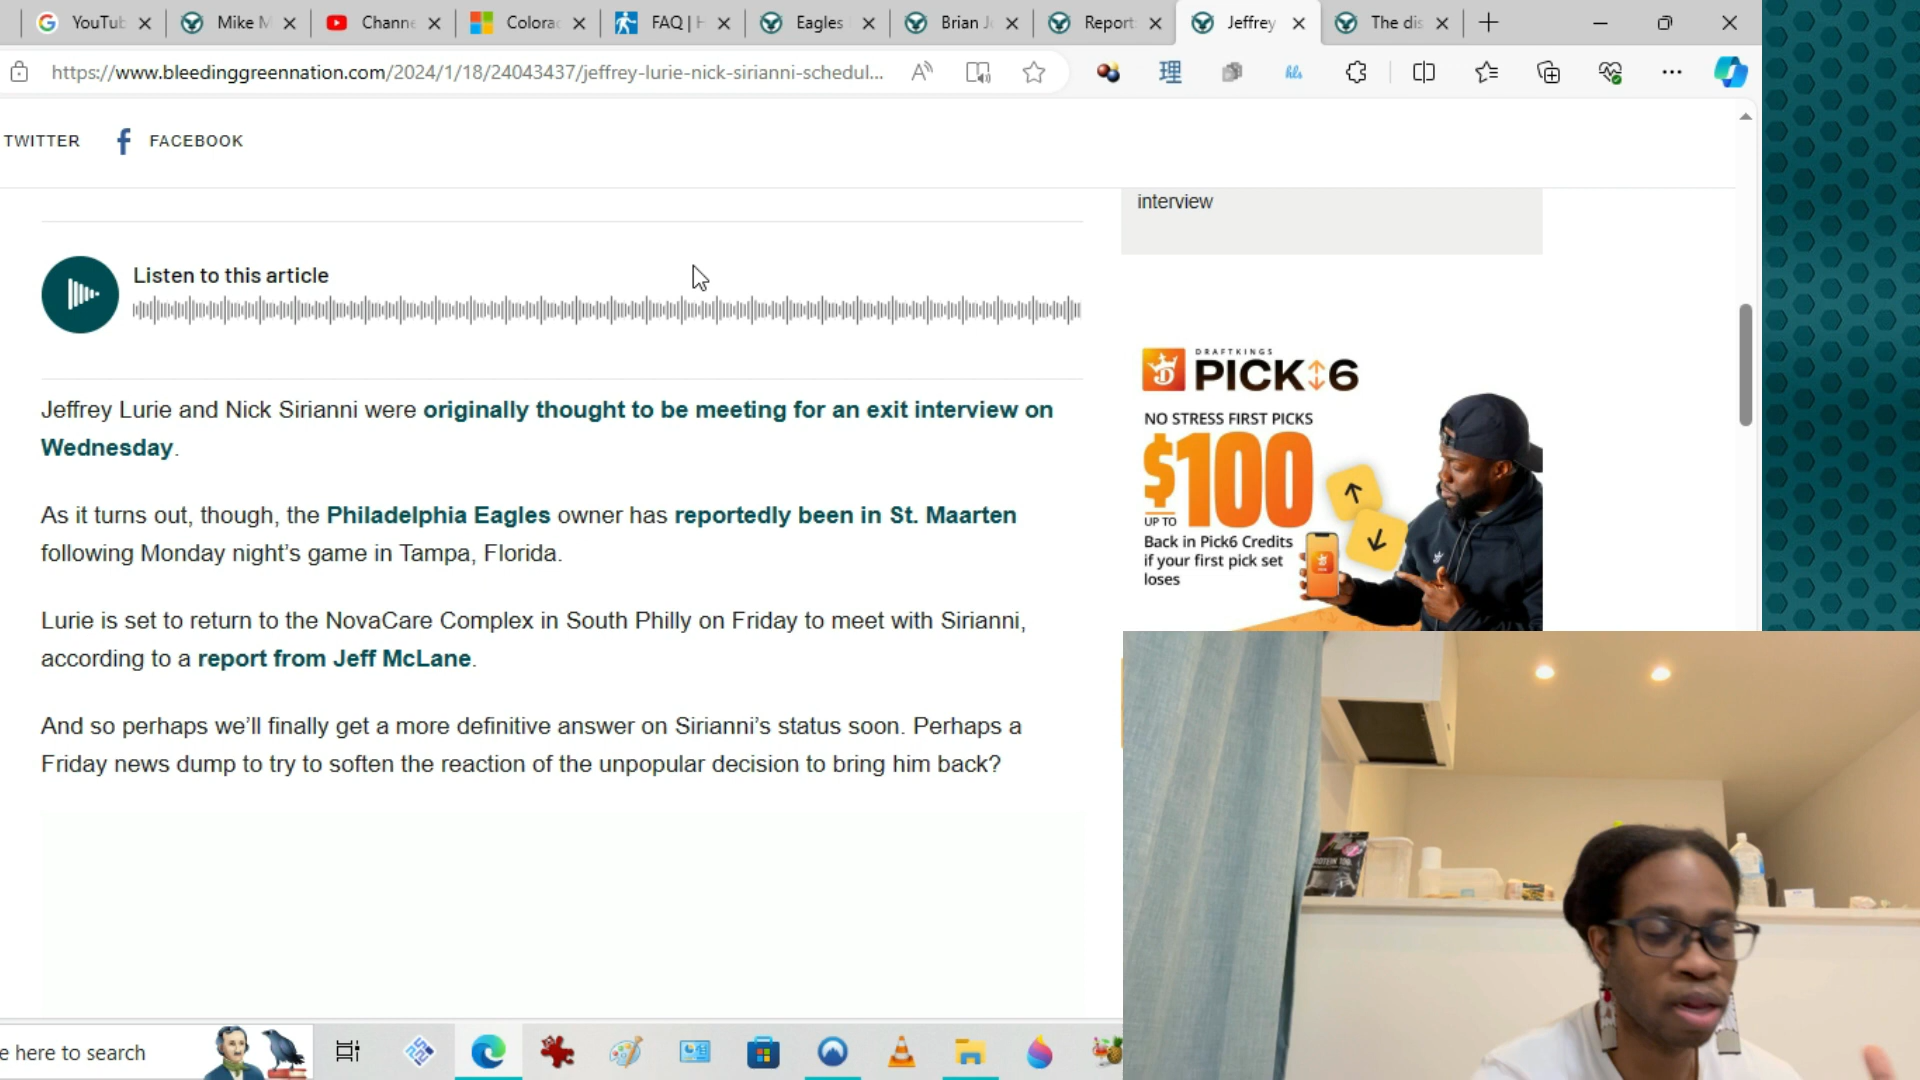 YouTub
Mike M
Channe
Colorac
FAQ | H
Eagles
Brian Jo
Report:
Jeffrey
The dis
https://www.bleedinggreennation.com/2024/1/18/24043437/jeffrey-lurie-nick-sirianni-schedul...
理
hls
TWITTER
FACEBOOK
interview
Listen to this article
DRAFTKINGS
PICK6
NO STRESS FIRST PICKS
$100
UP TO
Back in Pick6 Credits
if your first pick set
loses
Jeffrey Lurie and Nick Sirianni were originally thought to be meeting for an exit interview on
Wednesday.
As it turns out, though, the Philadelphia Eagles owner has reportedly been in St. Maarten
following Monday night’s game in Tampa, Florida.
Lurie is set to return to the NovaCare Complex in South Philly on Friday to meet with Sirianni,
according to a report from Jeff McLane.
And so perhaps we’ll finally get a more definitive answer on Sirianni’s status soon. Perhaps a
Friday news dump to try to soften the reaction of the unpopular decision to bring him back?
e here to search